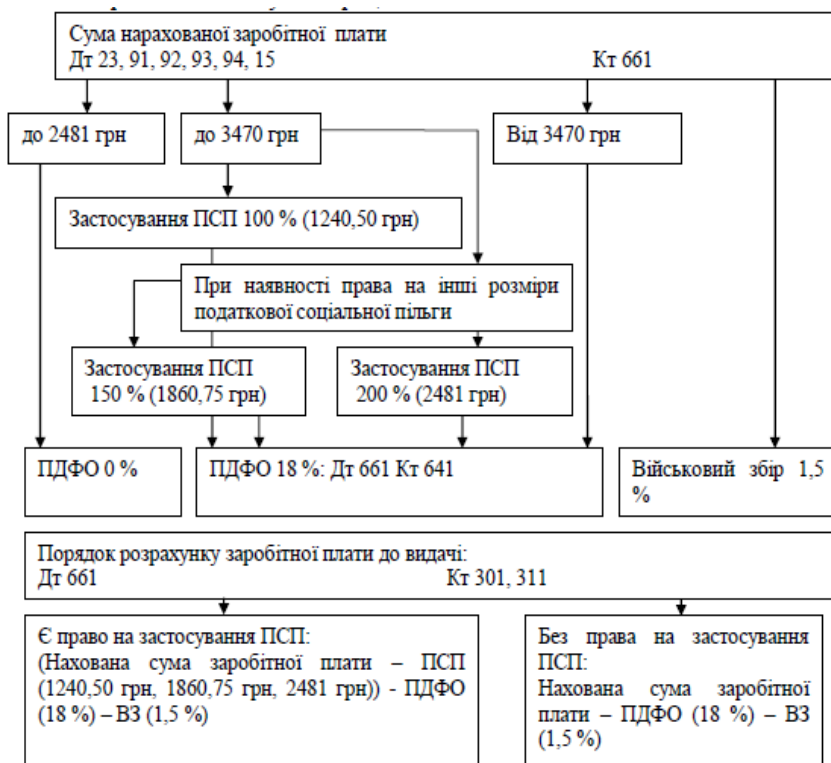 Сума нарахованої заробітної плати
Дт 23, 91, 92, 93, 94, 15 Кт 661
до 2481 грн
до 3470 грн
Від 3470 грн
Застосування ПСП 100 % (1240,50 грн)
При наявності права на інші розміри
податкової соціальної пільги
Застосування ПСП
150 % (1860,75 грн)
Застосування ПСП
200 % (2481 грн)
ПДФО 0 %
ПДФО 18 %: Дт 661 Кт 641
Військовий збір 1,5
%
Порядок розрахунку заробітної плати до видачі:
Дт 661 Кт 301, 311
Є право на застосування ПСП:
(Нахована сума заробітної плати – ПСП
(1240,50 грн, 1860,75 грн, 2481 грн)) - ПДФО
(18 %) – ВЗ (1,5 %)
Без права на застосування
ПСП:
Нахована сума заробітної
плати – ПДФО (18 %) – ВЗ
(1,5 %)